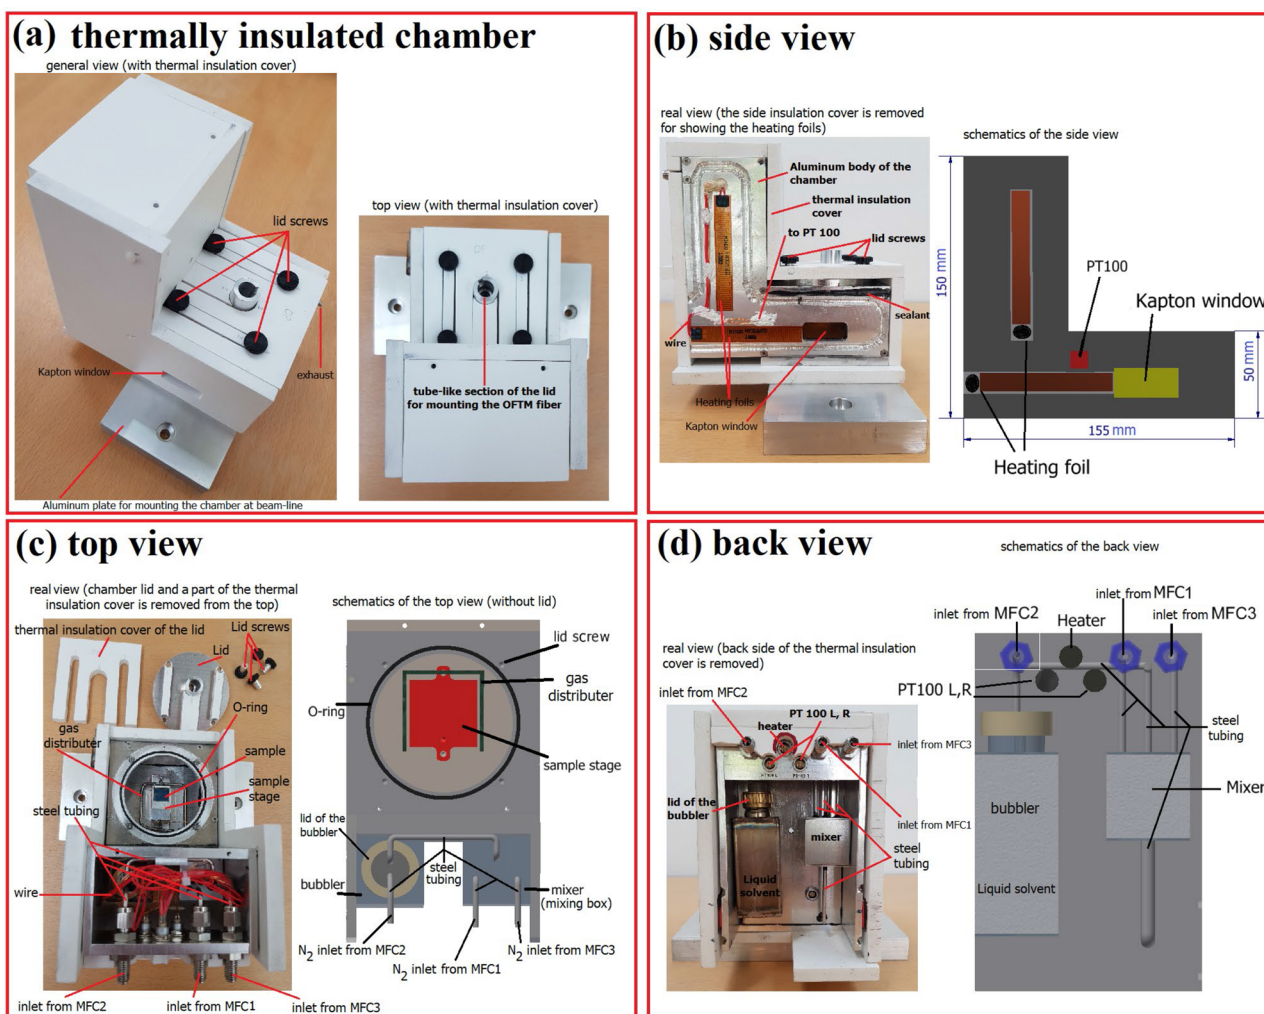 (a) thermally insulated chamber
general view (with thermal insulation cover)
lid screws
Kapton window
exhaust
Aluminum plate for mounting the chamber at beam-line
top view (with thermal insulation cover)
tube-like section of the lid
for mounting the OFTM fiber
(b) side view
real view (the side insulation cover is removed
for showing the heating foils)
Aluminum body of the
chamber
thermal insulation
cover
to PT 100
lid screws
sealant
wire
Heating foils
Kapton window
schematics of the side view
150 mm
PT100
Kapton window
50 mm
155 mm
Heating foil
(c) top view
real view (chamber lid and a part of the thermal
insulation cover is removed from the top)
thermal insulation cover of the lid
Lid screws
Lid
O-ring
gas
distributer
sample
sample
stage
steel tubing
wire
inlet from MFC2
inlet from MFC1
inlet from MFC3
schematics of the top view (without lid)
lid screw
gas
distributer
O-ring
sample stage
lid of the
bubbler
bubbler
steel
tubing
mixer
(mixing box)
N2 inlet from MFC2
N2 inlet from MFC1
N2 inlet from MFC3
(d) back view
real view (back side of the thermal insulation
cover is removed)
inlet from MFC2
PT 100 L, R
heater
inlet from MFC3
lid of the
bubbler
mixer
inlet from MFC1
steel
tubing
Liquid
solvent
schematics of the back view
inlet from MFC2
Heater
inlet from MFC1
inlet from MFC3
PT100 L,R
steel
tubing
Mixer
bubbler
Liquid solvent